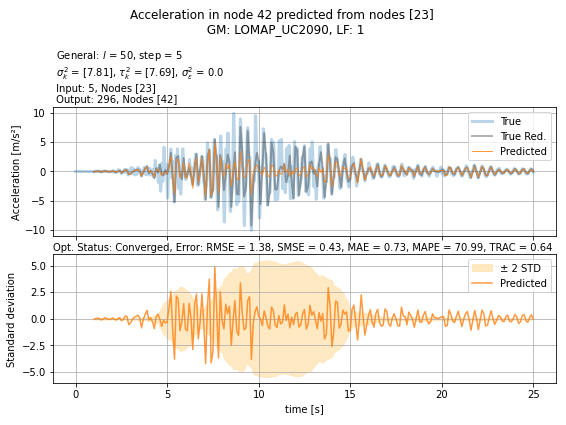 Acceleration in node 42 predicted from nodes [23]
GM: LOMAP_UC2090, LF: 1
General: l = 50, step = 5
σ²ₖ = [7.81], τ²ₖ = [7.69], σ²ε = 0.0
Input: 5, Nodes [23]
Output: 296, Nodes [42]
Acceleration [m/s²]
10
5
0
−5
−10
True
True Red.
Predicted
Opt. Status: Converged, Error: RMSE = 1.38, SMSE = 0.43, MAE = 0.73, MAPE = 70.99, TRAC = 0.64
Standard deviation
5.0
2.5
0.0
−2.5
−5.0
± 2 STD
Predicted
0 5 10 15 20 25
time [s]